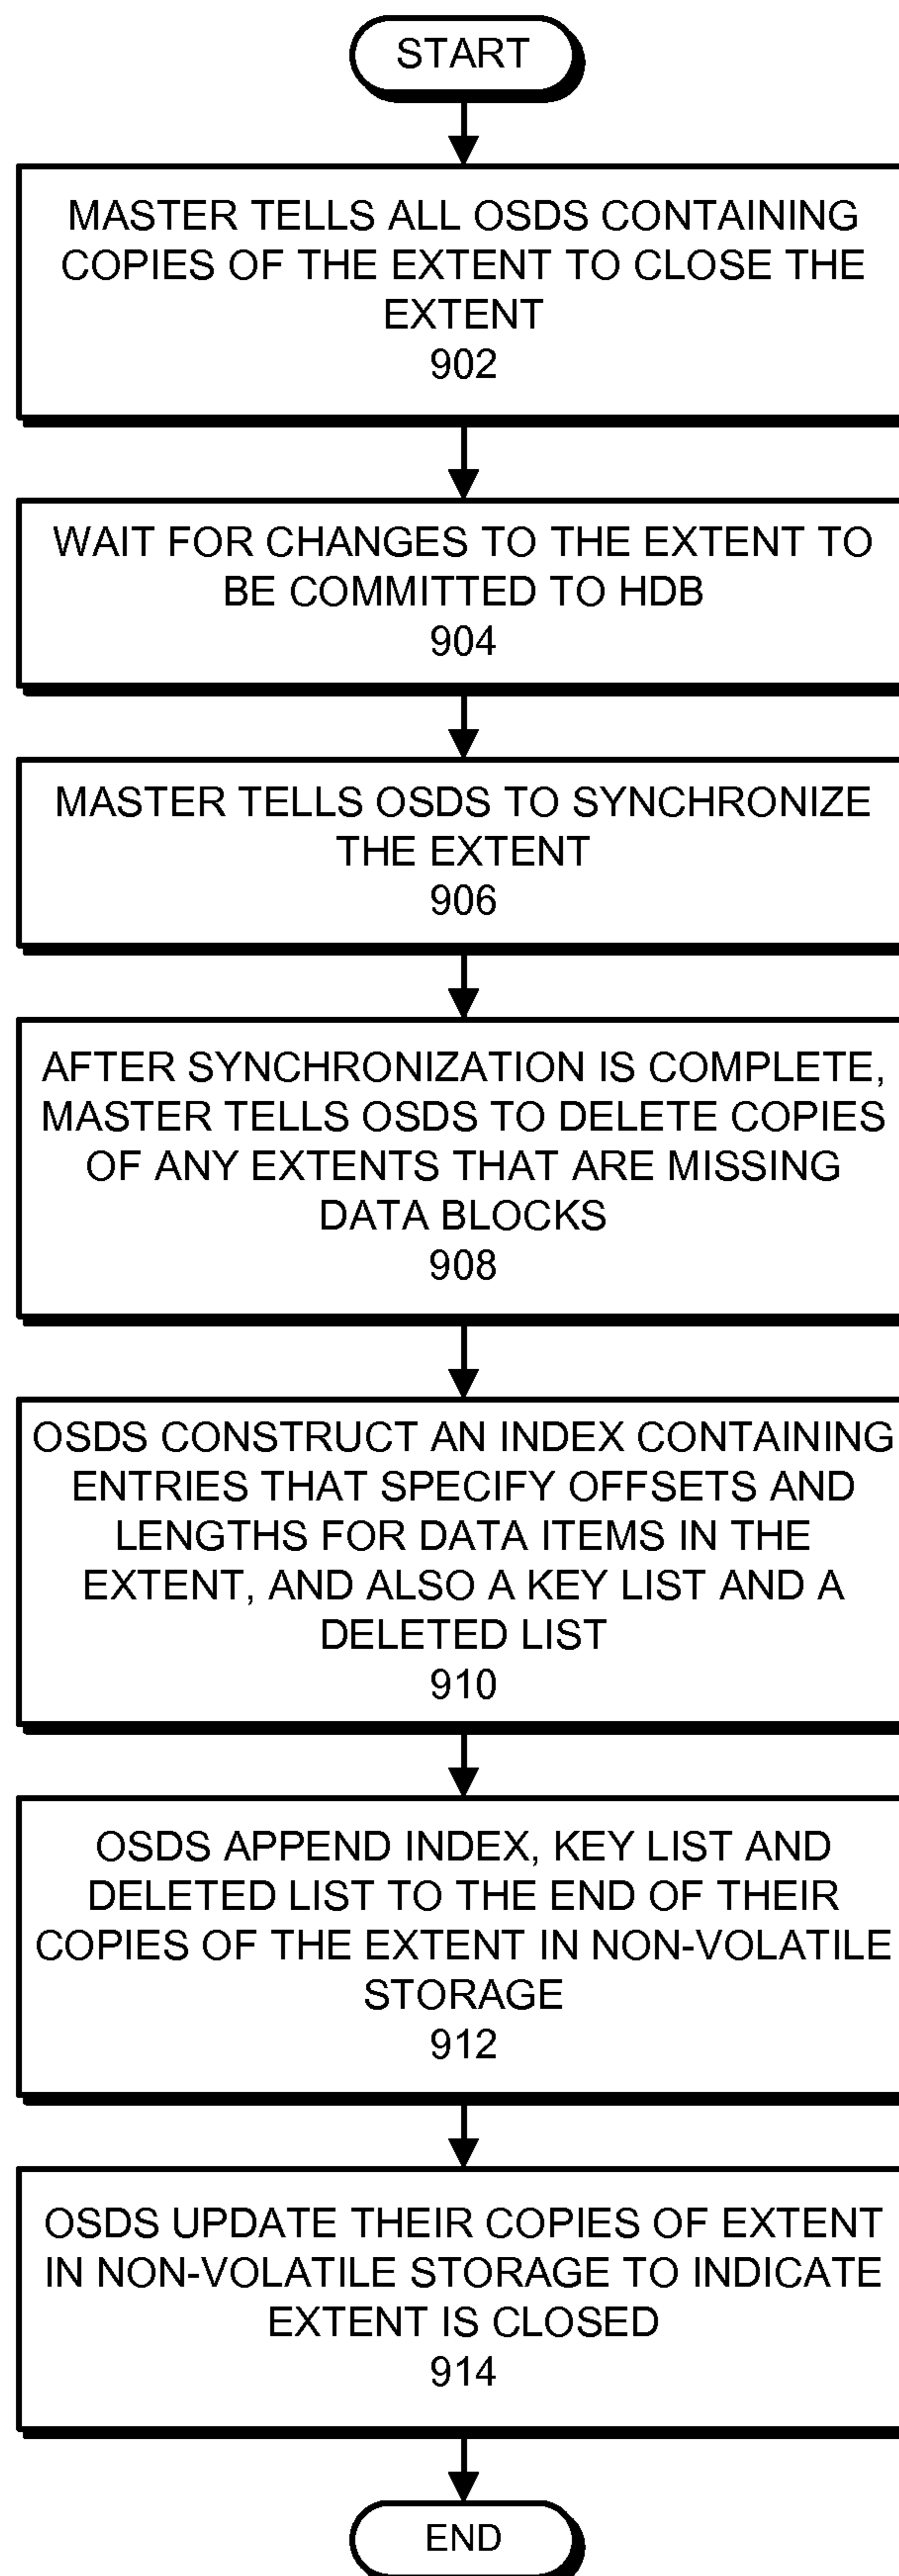 START
MASTER TELLS ALL OSDS CONTAINING
COPIES OF THE EXTENT TO CLOSE THE
EXTENT
902
WAIT FOR CHANGES TO THE EXTENT TO
BE COMMITTED TO HDB
904
MASTER TELLS OSDS TO SYNCHRONIZE
THE EXTENT
906
AFTER SYNCHRONIZATION IS COMPLETE,
MASTER TELLS OSDS TO DELETE COPIES
OF ANY EXTENTS THAT ARE MISSING
DATA BLOCKS
908
OSDS CONSTRUCT AN INDEX CONTAINING
ENTRIES THAT SPECIFY OFFSETS AND
LENGTHS FOR DATA ITEMS IN THE
EXTENT, AND ALSO A KEY LIST AND A
DELETED LIST
910
OSDS APPEND INDEX, KEY LIST AND
DELETED LIST TO THE END OF THEIR
COPIES OF THE EXTENT IN NON-VOLATILE
STORAGE
912
OSDS UPDATE THEIR COPIES OF EXTENT
IN NON-VOLATILE STORAGE TO INDICATE
EXTENT IS CLOSED
914
END